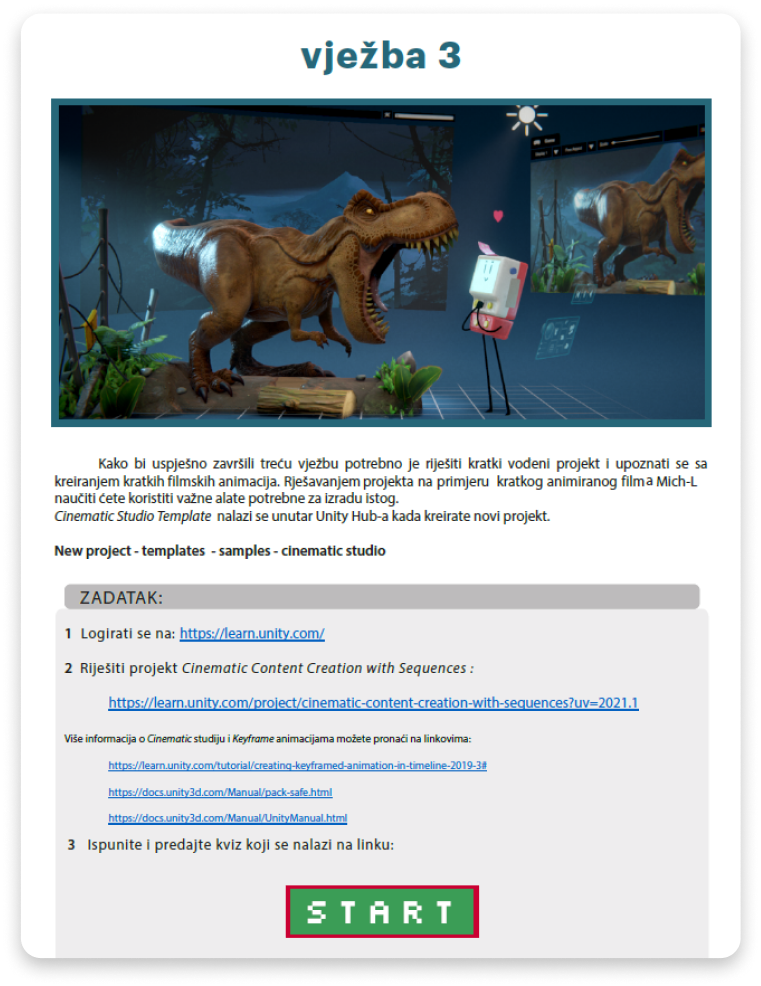 vježba 3
Kako bi uspješno završili treću vježbu potrebno je riješiti kratki vodeni projekt i upoznati se sa
kreiranjem kratkih filmskih animacija. Rješavanjem projekta na primjeru kratkog animiranog filma Mich-L
naučiti ćete koristiti važne alate potrebne za izradu istog.
Cinematic Studio Template nalazi se unutar Unity Hub-a kada kreirate novi projekt.
New project - templates - samples - cinematic studio
ZADATAK:
1 Logirati se na: https://learn.unity.com/
2 Riješiti projekt Cinematic Content Creation with Sequences :
https://learn.unity.com/project/cinematic-content-creation-with-sequences?uv=2021.1
Više informacija o Cinematic studiju i Keyframe animacijama možete pronaći na linkovima:
https://learn.unity.com/tutorial/creating-keyframed-animation-in-timeline-2019-3#
https://docs.unity3d.com/Manual/pack-safe.html
https://docs.unity3d.com/Manual/UnityManual.html
3 Ispunite i predajte kviz koji se nalazi na linku:
START